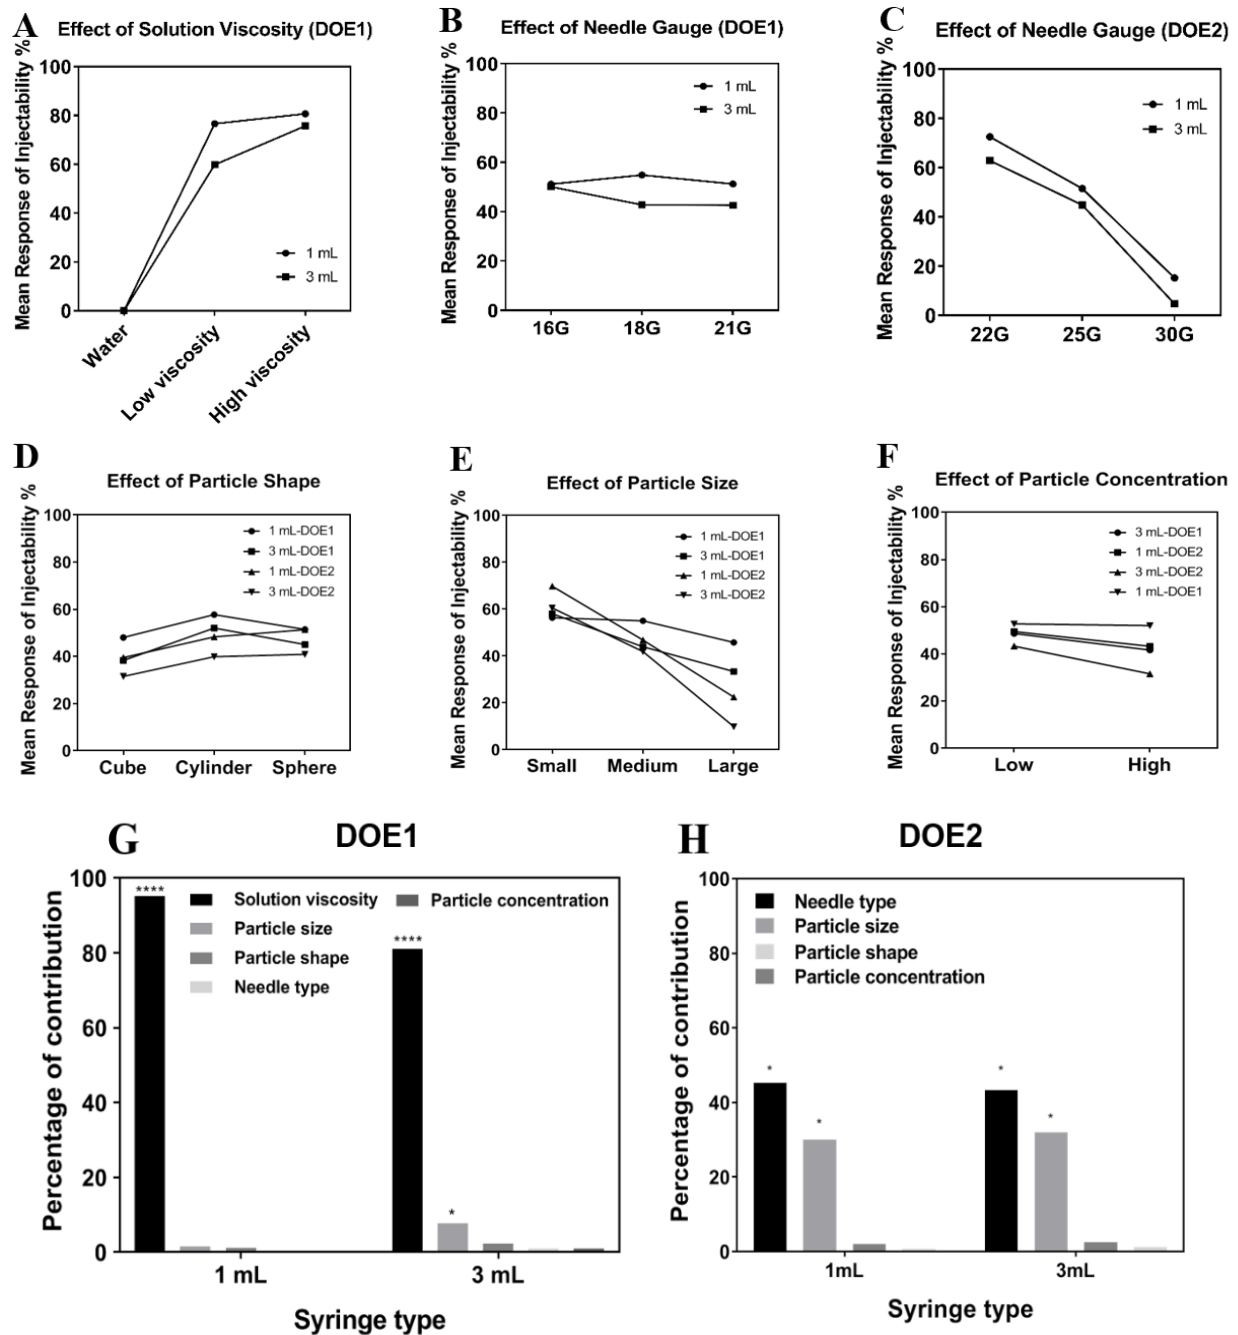 A
Effect of Solution Viscosity (DOE1)
Mean Response of Injectability %
100
80
60
40
20
0
1 mL
3 mL
Water
Low viscosity
High viscosity
B
Effect of Needle Gauge (DOE1)
Mean Response of Injectability %
100
80
60
40
20
0
1 mL
3 mL
16G 18G 21G
C
Effect of Needle Gauge (DOE2)
Mean Response of Injectability %
100
80
60
40
20
0
1 mL
3 mL
22G 25G 30G
D
Effect of Particle Shape
Mean Response of Injectability %
100
80
60
40
20
0
1 mL-DOE1
3 mL-DOE1
1 mL-DOE2
3 mL-DOE2
Cube Cylinder Sphere
E
Effect of Particle Size
Mean Response of Injectability %
100
80
60
40
20
0
1 mL-DOE1
3 mL-DOE1
1 mL-DOE2
3 mL-DOE2
Small Medium Large
F
Effect of Particle Concentration
Mean Response of Injectability %
100
80
60
40
20
0
3 mL-DOE1
1 mL-DOE2
3 mL-DOE2
1 mL-DOE1
Low High
G
DOE1
Percentage of contribution
100
80
60
40
20
0
****
****
*
Solution viscosity Particle concentration
Particle size
Particle shape
Needle type
1 mL 3 mL
Syringe type
H
DOE2
Percentage of contribution
100
80
60
40
20
0
Needle type
Particle size
Particle shape
Particle concentration
* *
* *
1mL 3mL
Syringe type